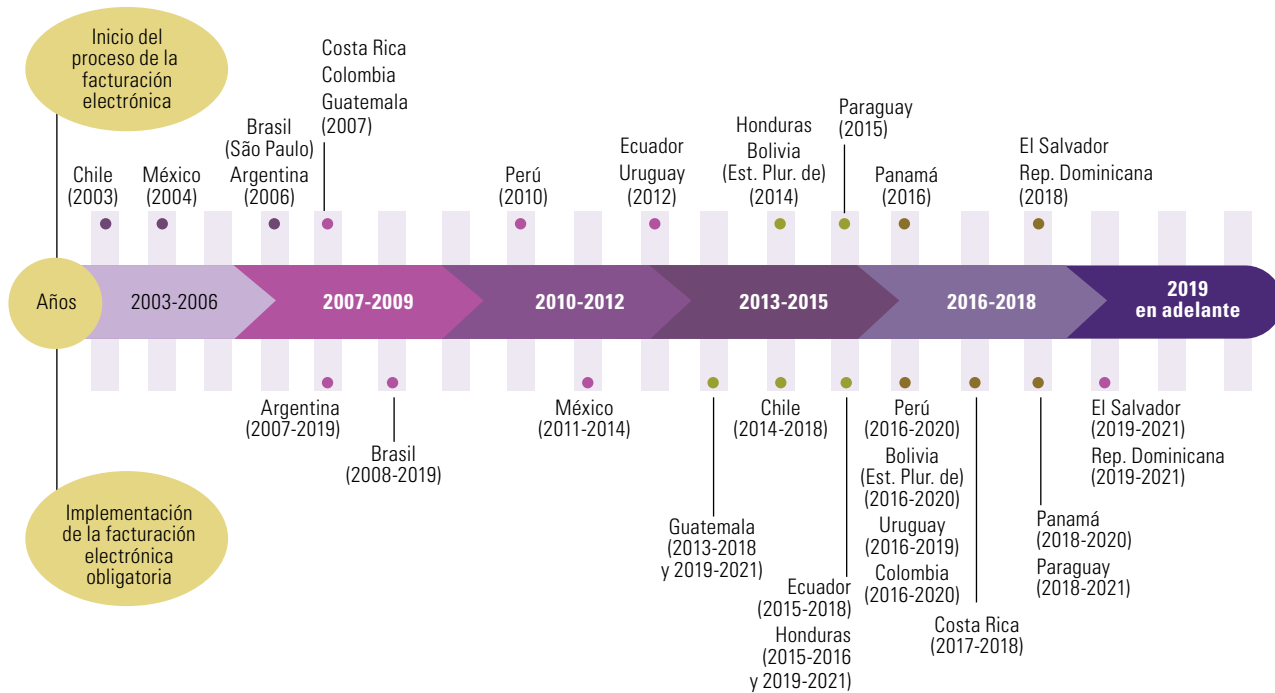 Inicio del
proceso de la
facturación
electrónica
Chile
(2003)
México
(2004)
Brasil
(São Paulo)
Argentina
(2006)
Costa Rica
Colombia
Guatemala
(2007)
Perú
(2010)
Ecuador
Uruguay
(2012)
Honduras
Bolivia
(Est. Plur. de)
(2014)
Paraguay
(2015)
Panamá
(2016)
El Salvador
Rep. Dominicana
(2018)
Años
2003-2006
2007-2009
2010-2012
2013-2015
2016-2018
2019
en adelante
Argentina
(2007-2019)
Brasil
(2008-2019)
México
(2011-2014)
Guatemala
(2013-2018
y 2019-2021)
Chile
(2014-2018)
Ecuador
(2015-2018)
Honduras
(2015-2016
y 2019-2021)
Perú
(2016-2020)
Bolivia
(Est. Plur. de)
(2016-2020)
Uruguay
(2016-2019)
Colombia
(2016-2020)
Costa Rica
(2017-2018)
Panamá
(2018-2020)
Paraguay
(2018-2021)
El Salvador
(2019-2021)
Rep. Dominicana
(2019-2021)
Implementación
de la facturación
electrónica
obligatoria